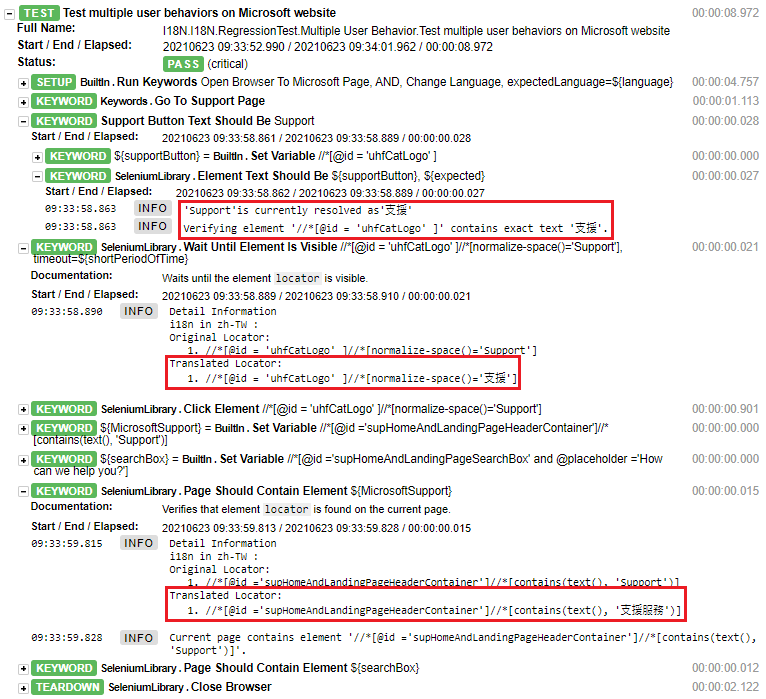 TEST Test multiple user behaviors on Microsoft website 00:00:08.972
Full Name: I18N.I18N.RegressionTest.Multiple User Behavior.Test multiple user behaviors on Microsoft website
Start / End / Elapsed: 20210623 09:33:52.990 / 20210623 09:34:01.962 / 00:00:08.972
Status: PASS (critical)
SETUP BuiltIn . Run Keywords Open Browser To Microsoft Page, AND, Change Language, expectedLanguage=${language} 00:00:04.757
KEYWORD Keywords . Go To Support Page 00:00:01.113
KEYWORD Support Button Text Should Be Support 00:00:00.028
Start / End / Elapsed: 20210623 09:33:58.861 / 20210623 09:33:58.889 / 00:00:00.028
KEYWORD ${supportButton} = BuiltIn . Set Variable //*[@id = 'uhfCatLogo' ] 00:00:00.000
KEYWORD SeleniumLibrary . Element Text Should Be ${supportButton}, ${expected} 00:00:00.027
Start / End / Elapsed: 20210623 09:33:58.862 / 20210623 09:33:58.889 / 00:00:00.027
09:33:58.863 INFO 'Support'is currently resolved as'支援'
09:33:58.863 INFO Verifying element '//*[@id = 'uhfCatLogo' ]' contains exact text '支援'.
KEYWORD SeleniumLibrary . Wait Until Element Is Visible //*[@id = 'uhfCatLogo' ]//*[normalize-space()='Support'], 00:00:00.021
timeout=${shortPeriodOfTime}
Documentation: Waits until the element locator is visible.
Start / End / Elapsed: 20210623 09:33:58.889 / 20210623 09:33:58.910 / 00:00:00.021
09:33:58.890 INFO Detail Information
i18n in zh-TW :
Original Locator:
1. //*[@id = 'uhfCatLogo' ]//*[normalize-space()='Support']
Translated Locator:
1. //*[@id = 'uhfCatLogo' ]//*[normalize-space()='支援']
KEYWORD SeleniumLibrary . Click Element //*[@id = 'uhfCatLogo' ]//*[normalize-space()='Support'] 00:00:00.901
KEYWORD ${MicrosoftSupport} = BuiltIn . Set Variable //*[@id ='supHomeAndLandingPageHeaderContainer']//* 00:00:00.000
[contains(text(), 'Support')]
KEYWORD ${searchBox} = BuiltIn . Set Variable //*[@id ='supHomeAndLandingPageSearchBox' and @placeholder ='How 00:00:00.000
can we help you?']
KEYWORD SeleniumLibrary . Page Should Contain Element ${MicrosoftSupport} 00:00:00.015
Documentation: Verifies that element locator is found on the current page.
Start / End / Elapsed: 20210623 09:33:59.813 / 20210623 09:33:59.828 / 00:00:00.015
09:33:59.815 INFO Detail Information
i18n in zh-TW :
Original Locator:
1. //*[@id ='supHomeAndLandingPageHeaderContainer']//*[contains(text(), 'Support')]
Translated Locator:
1. //*[@id ='supHomeAndLandingPageHeaderContainer']//*[contains(text(), '支援服務')]
09:33:59.828 INFO Current page contains element '//*[@id ='supHomeAndLandingPageHeaderContainer']//*[contains(text(),
'Support')]'.
KEYWORD SeleniumLibrary . Page Should Contain Element ${searchBox} 00:00:00.012
TEARDOWN SeleniumLibrary . Close Browser 00:00:02.122